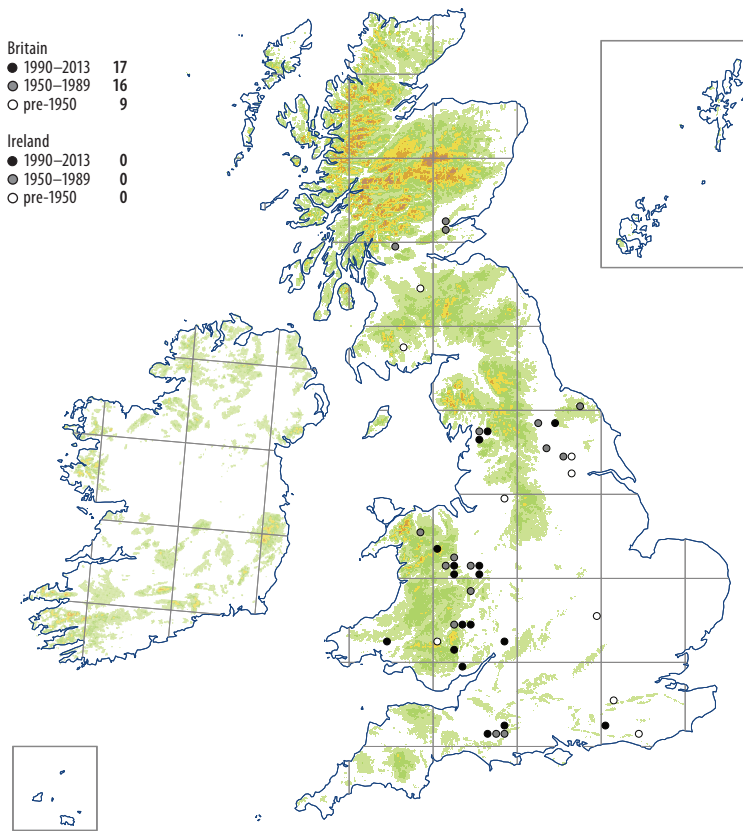 Britain
● 1990–2013 17
● 1950–1989 16
○ pre-1950 9
Ireland
● 1990–2013 0
● 1950–1989 0
○ pre-1950 0